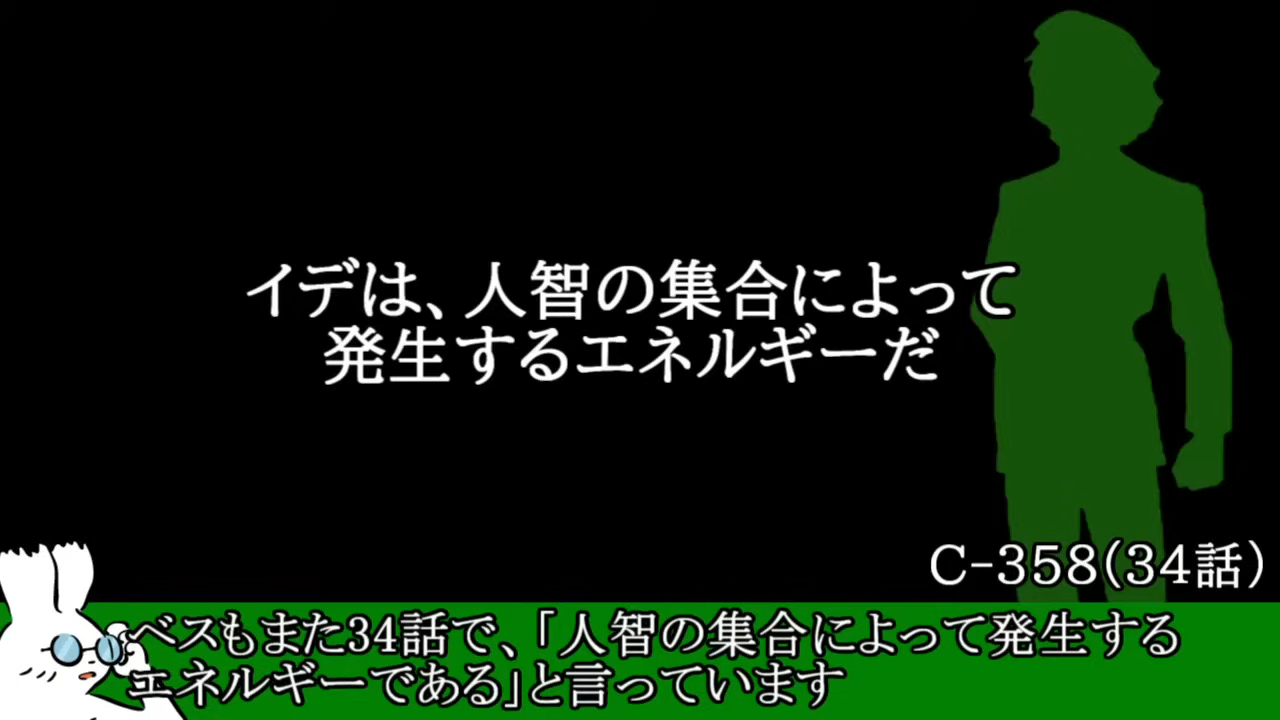 イデは、人智の集合によって
発生するエネルギーだ
C-358(34話)
ベスもまた34話で、「人智の集合によって発生する
エネルギーである」と言っています